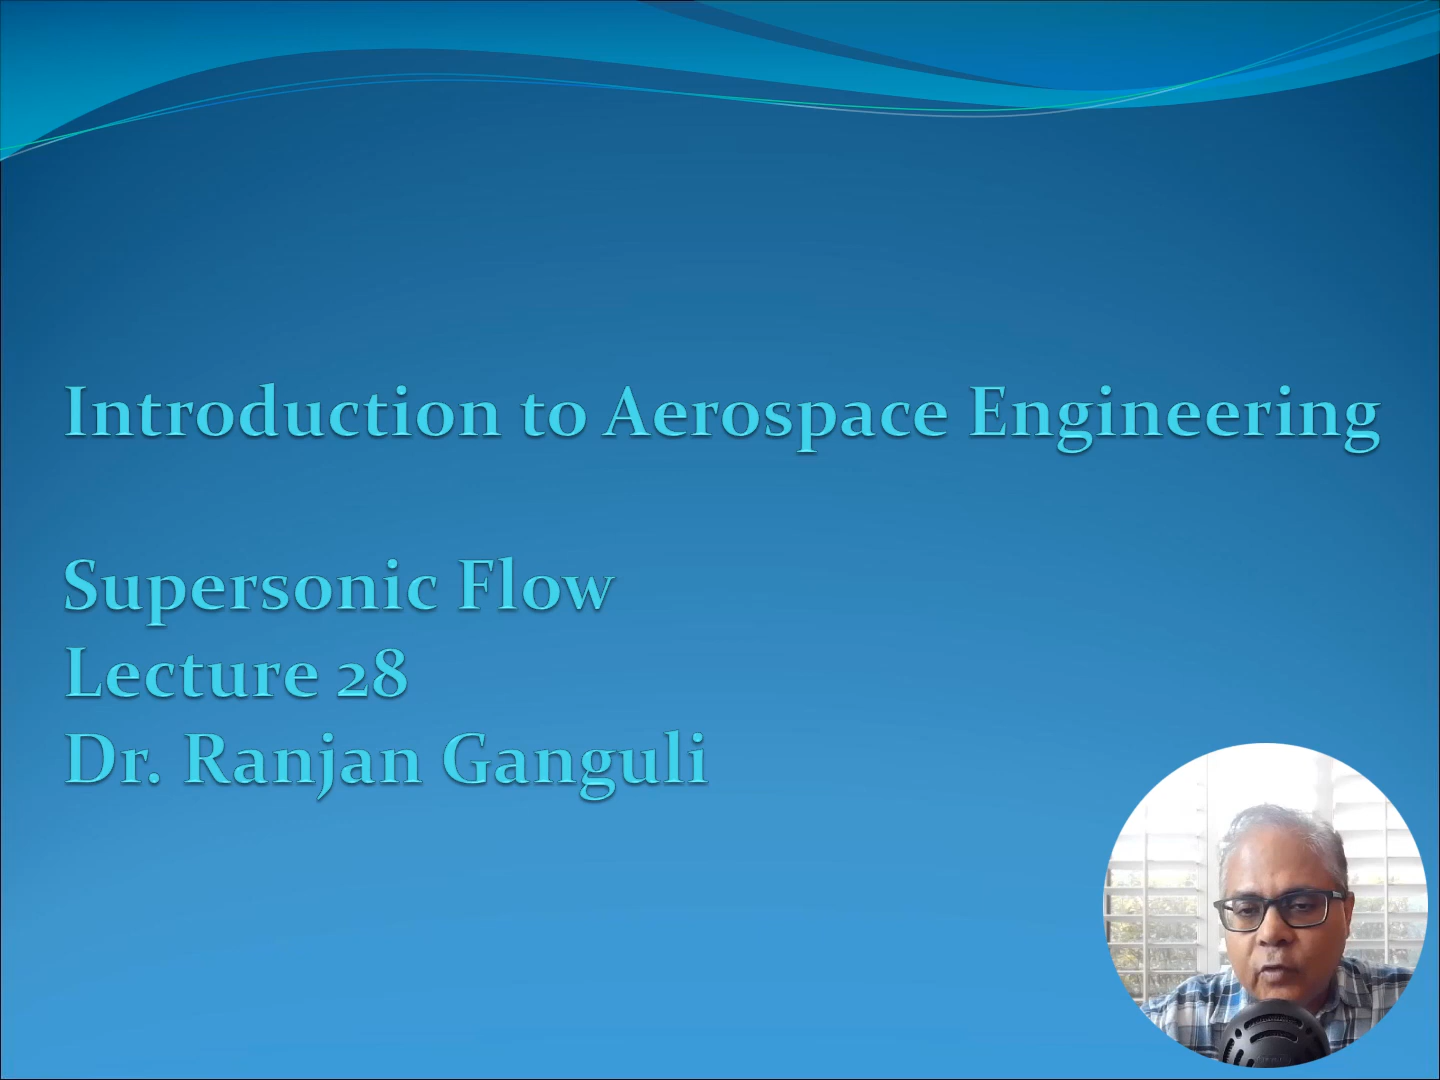 Introduction to Aerospace Engineering
Supersonic Flow
Lecture 28
Dr. Ranjan Ganguli